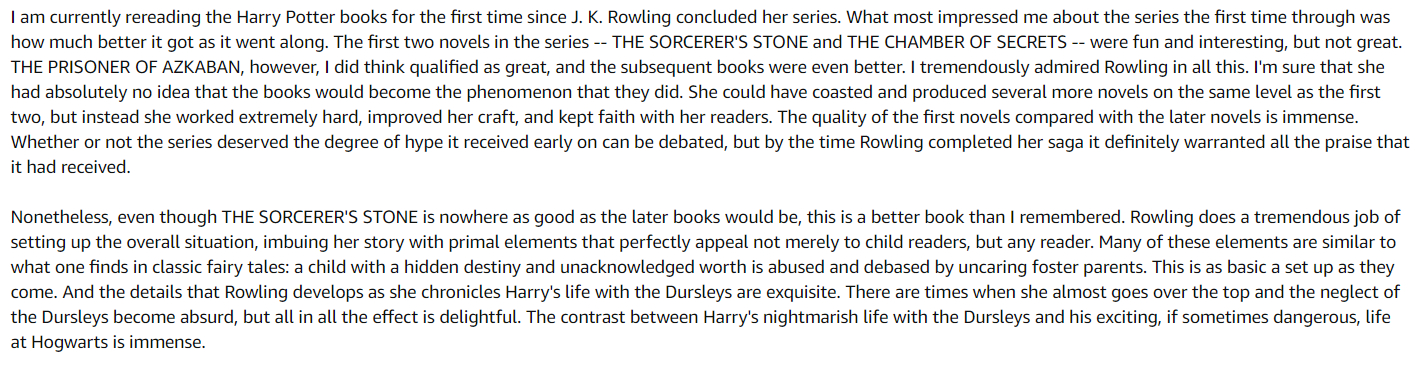 I am currently rereading the Harry Potter books for the first time since J. K. Rowling concluded her series. What most impressed me about the series the first time through was
how much better it got as it went along. The first two novels in the series -- THE SORCERER'S STONE and THE CHAMBER OF SECRETS -- were fun and interesting, but not great.
THE PRISONER OF AZKABAN, however, I did think qualified as great, and the subsequent books were even better. I tremendously admired Rowling in all this. I'm sure that she
had absolutely no idea that the books would become the phenomenon that they did. She could have coasted and produced several more novels on the same level as the first
two, but instead she worked extremely hard, improved her craft, and kept faith with her readers. The quality of the first novels compared with the later novels is immense.
Whether or not the series deserved the degree of hype it received early on can be debated, but by the time Rowling completed her saga it definitely warranted all the praise that
it had received.

Nonetheless, even though THE SORCERER'S STONE is nowhere as good as the later books would be, this is a better book than I remembered. Rowling does a tremendous job of
setting up the overall situation, imbuing her story with primal elements that perfectly appeal not merely to child readers, but any reader. Many of these elements are similar to
what one finds in classic fairy tales: a child with a hidden destiny and unacknowledged worth is abused and debased by uncaring foster parents. This is as basic a set up as they
come. And the details that Rowling develops as she chronicles Harry's life with the Dursleys are exquisite. There are times when she almost goes over the top and the neglect of
the Dursleys become absurd, but all in all the effect is delightful. The contrast between Harry's nightmarish life with the Dursleys and his exciting, if sometimes dangerous, life
at Hogwarts is immense.